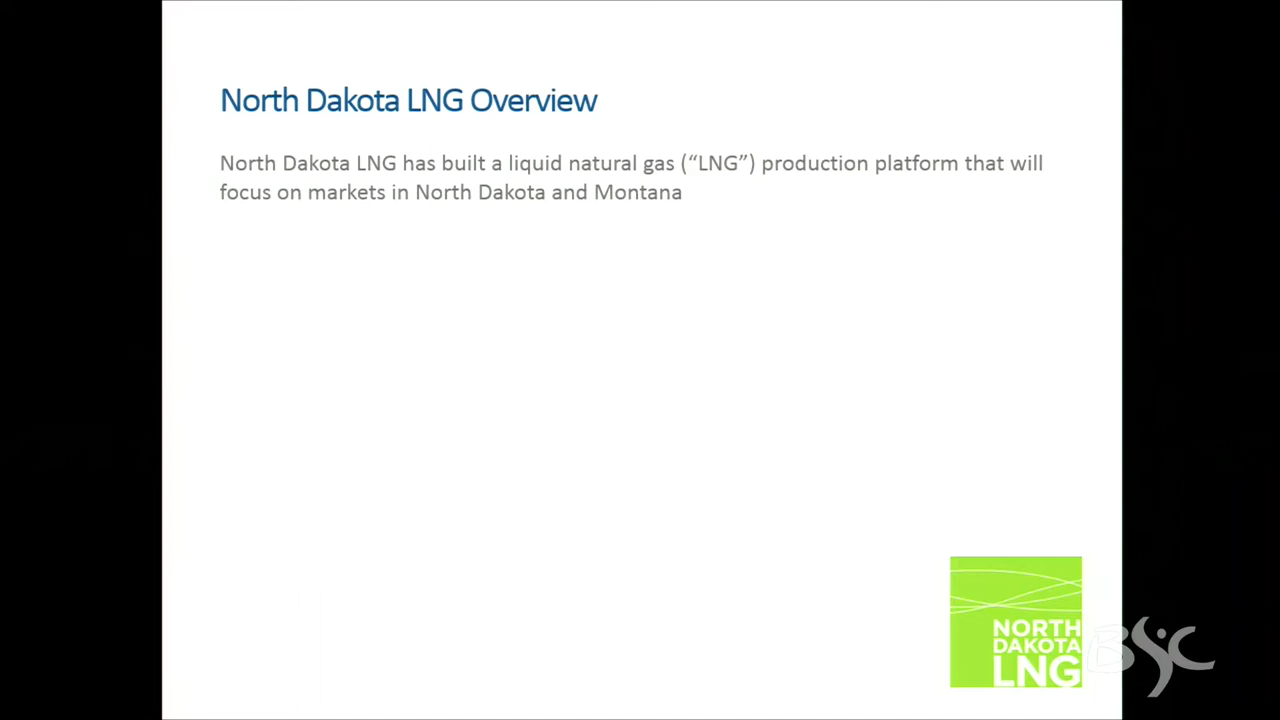 North Dakota LNG Overview
North Dakota LNG has built a liquid natural gas (“LNG”) production platform that will
focus on markets in North Dakota and Montana
NORTH
DAKOTA
LNG
BSC